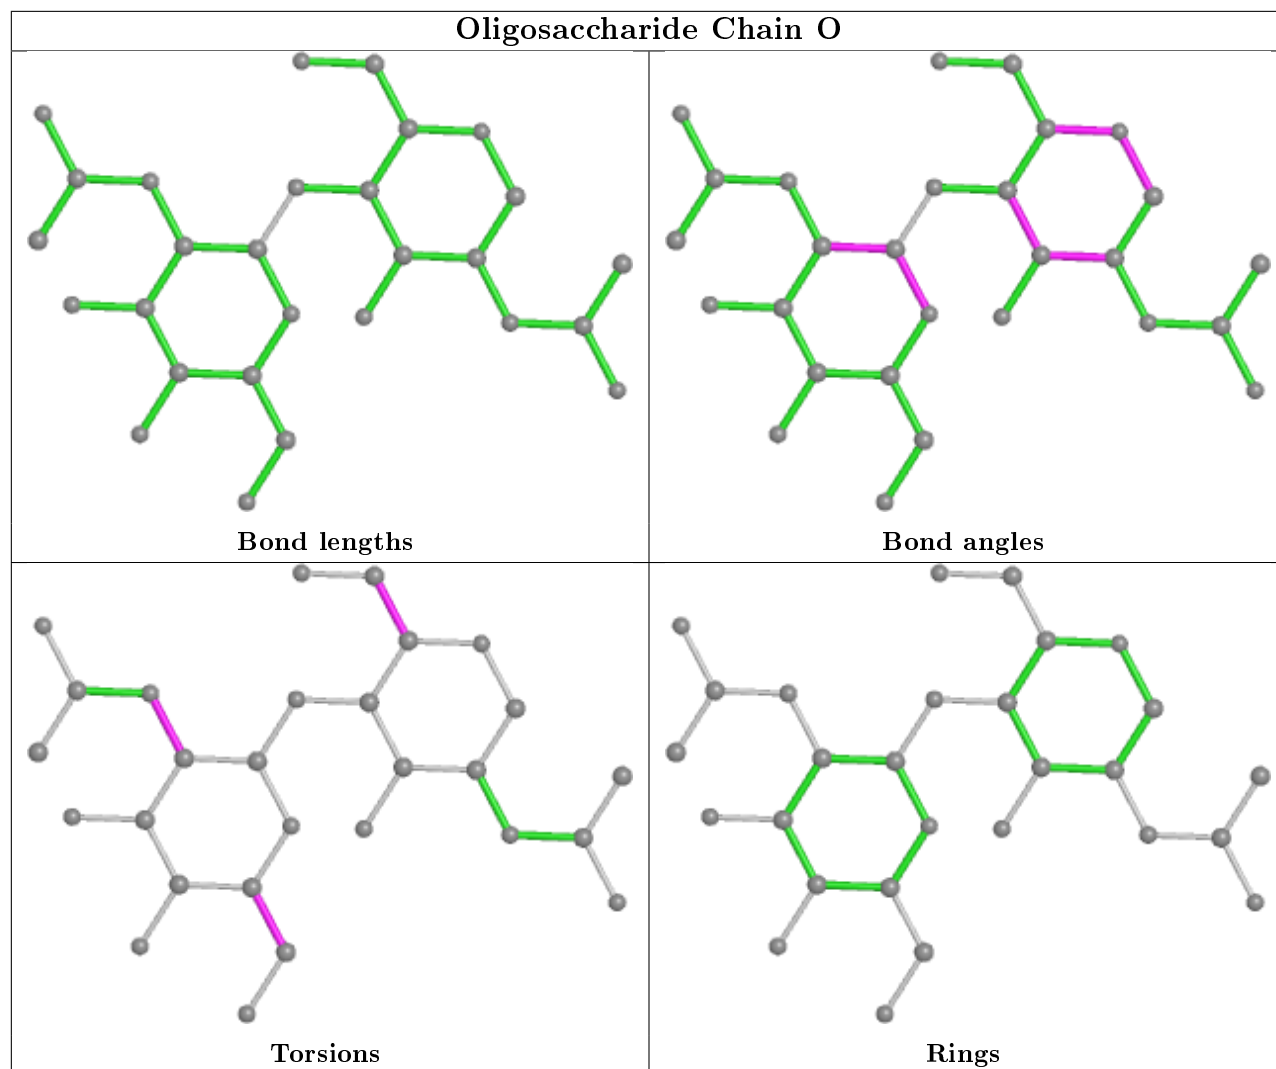 Oligosaccharide Chain O
Bond lengths
Bond angles
Torsions
Rings